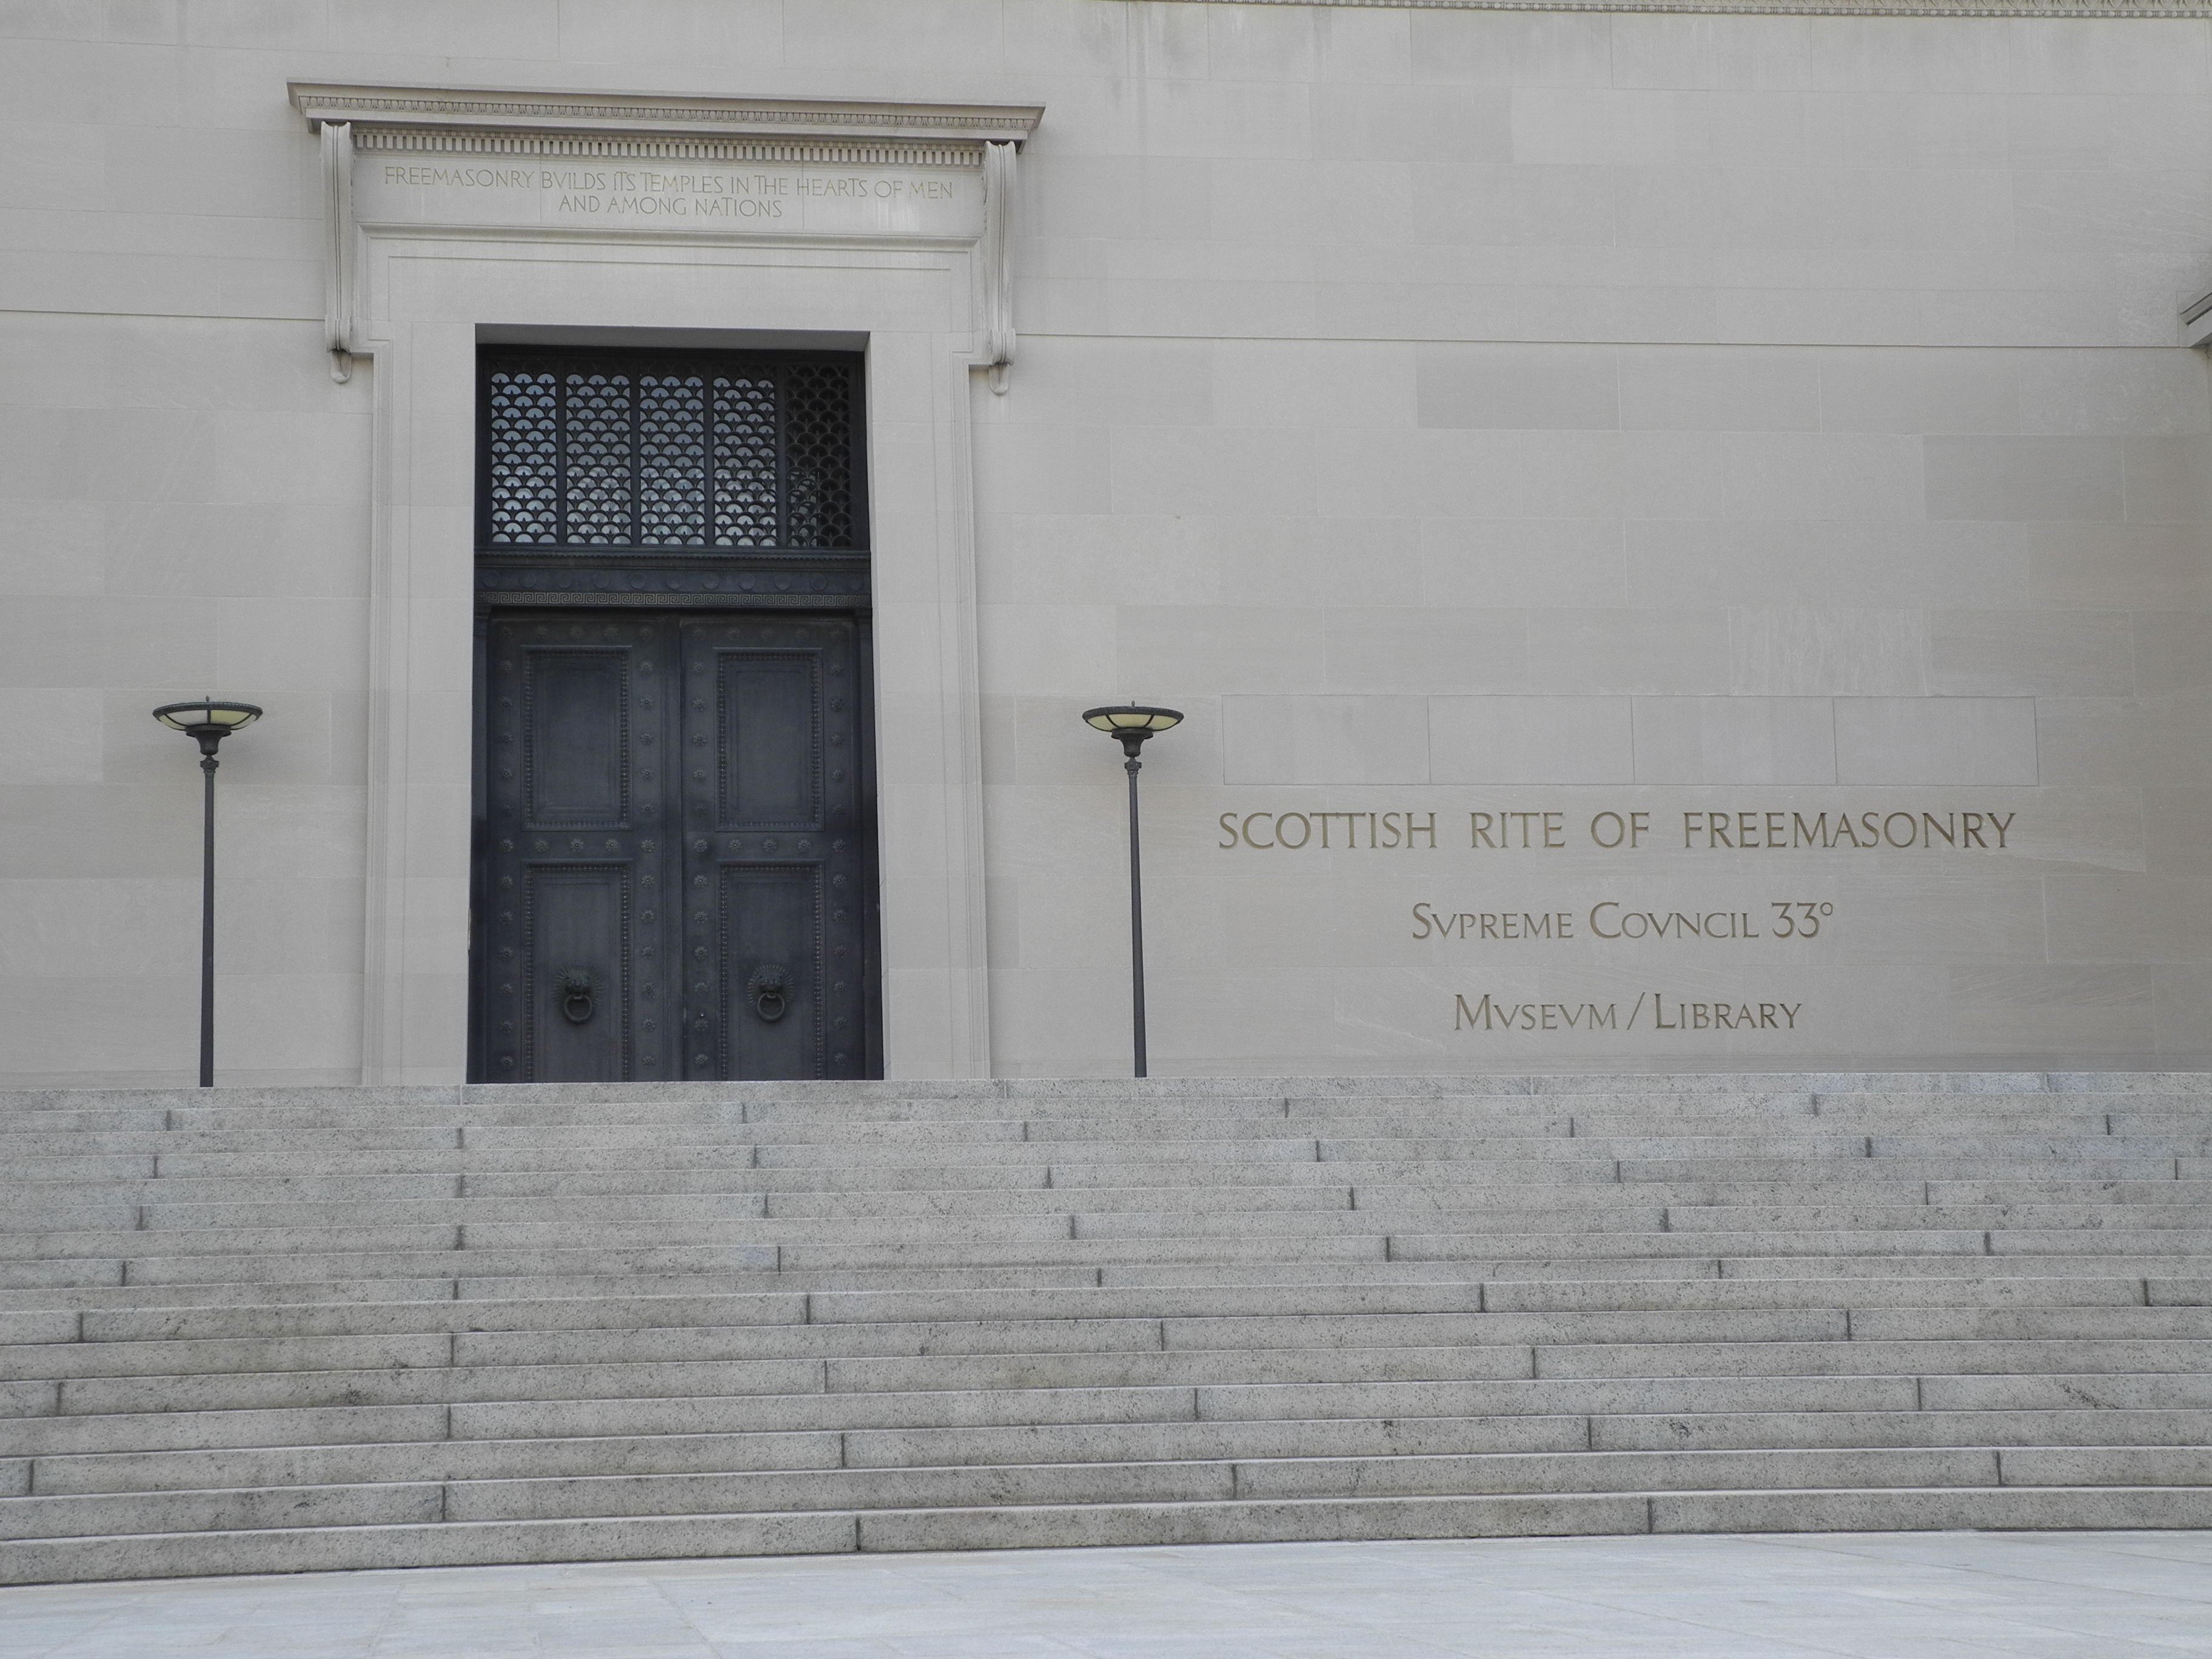 FREEMASONRY BVILDS ITS TEMPLES IN THE HEARTS OF MEN
AND AMONG NATIONS
SCOTTISH RITE OF FREEMASONRY
SVPREME COVNCIL 33°
MVSEVM / LIBRARY